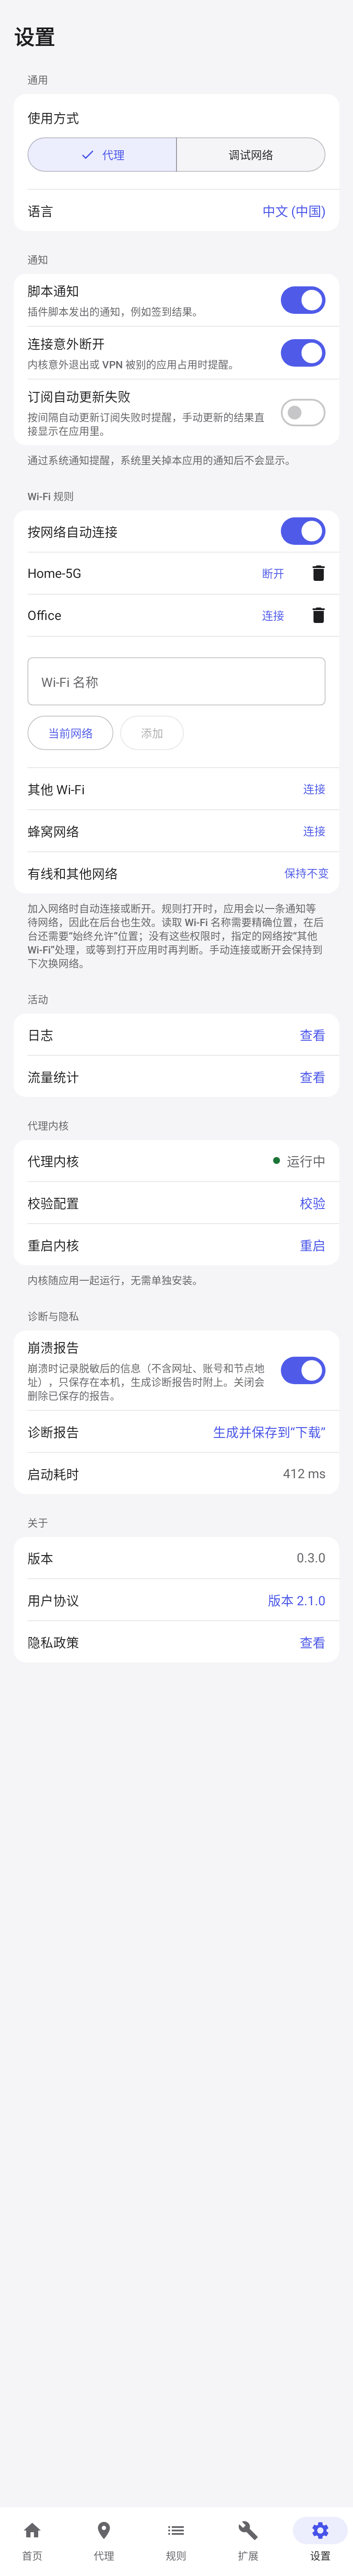 设置
通用
使用方式
代理
调试网络
语言
中文 (中国)
通知
脚本通知
插件脚本发出的通知，例如签到结果。
连接意外断开
内核意外退出或 VPN 被别的应用占用时提醒。
订阅自动更新失败
按间隔自动更新订阅失败时提醒，手动更新的结果直
接显示在应用里。
通过系统通知提醒，系统里关掉本应用的通知后不会显示。
Wi-Fi 规则
按网络自动连接
Home-5G
断开
Office
连接
Wi-Fi 名称
当前网络
添加
其他 Wi-Fi
连接
蜂窝网络
连接
有线和其他网络
保持不变
加入网络时自动连接或断开。规则打开时，应用会以一条通知等
待网络，因此在后台也生效。读取 Wi-Fi 名称需要精确位置，在后
台还需要“始终允许”位置；没有这些权限时，指定的网络按“其他
Wi-Fi”处理，或等到打开应用时再判断。手动连接或断开会保持到
下次换网络。
活动
日志
查看
流量统计
查看
代理内核
代理内核
运行中
校验配置
校验
重启内核
重启
内核随应用一起运行，无需单独安装。
诊断与隐私
崩溃报告
崩溃时记录脱敏后的信息（不含网址、账号和节点地
址），只保存在本机，生成诊断报告时附上。关闭会
删除已保存的报告。
诊断报告
生成并保存到“下载”
启动耗时
412 ms
关于
版本
0.3.0
用户协议
版本 2.1.0
隐私政策
查看
首页
代理
规则
扩展
设置